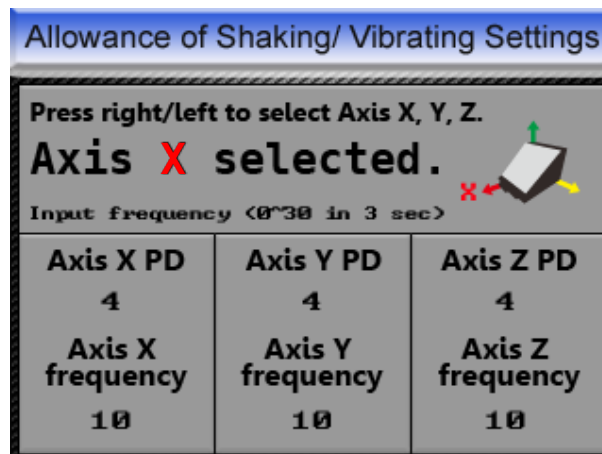 Allowance of Shaking/ Vibrating Settings
Press right/left to select Axis X, Y, Z.
Axis X selected.
X
Input frequency (0~30 in 3 sec)
Axis X PD
4
Axis X
frequency
10
Axis Y PD
4
Axis Y
frequency
10
Axis Z PD
4
Axis Z
frequency
10